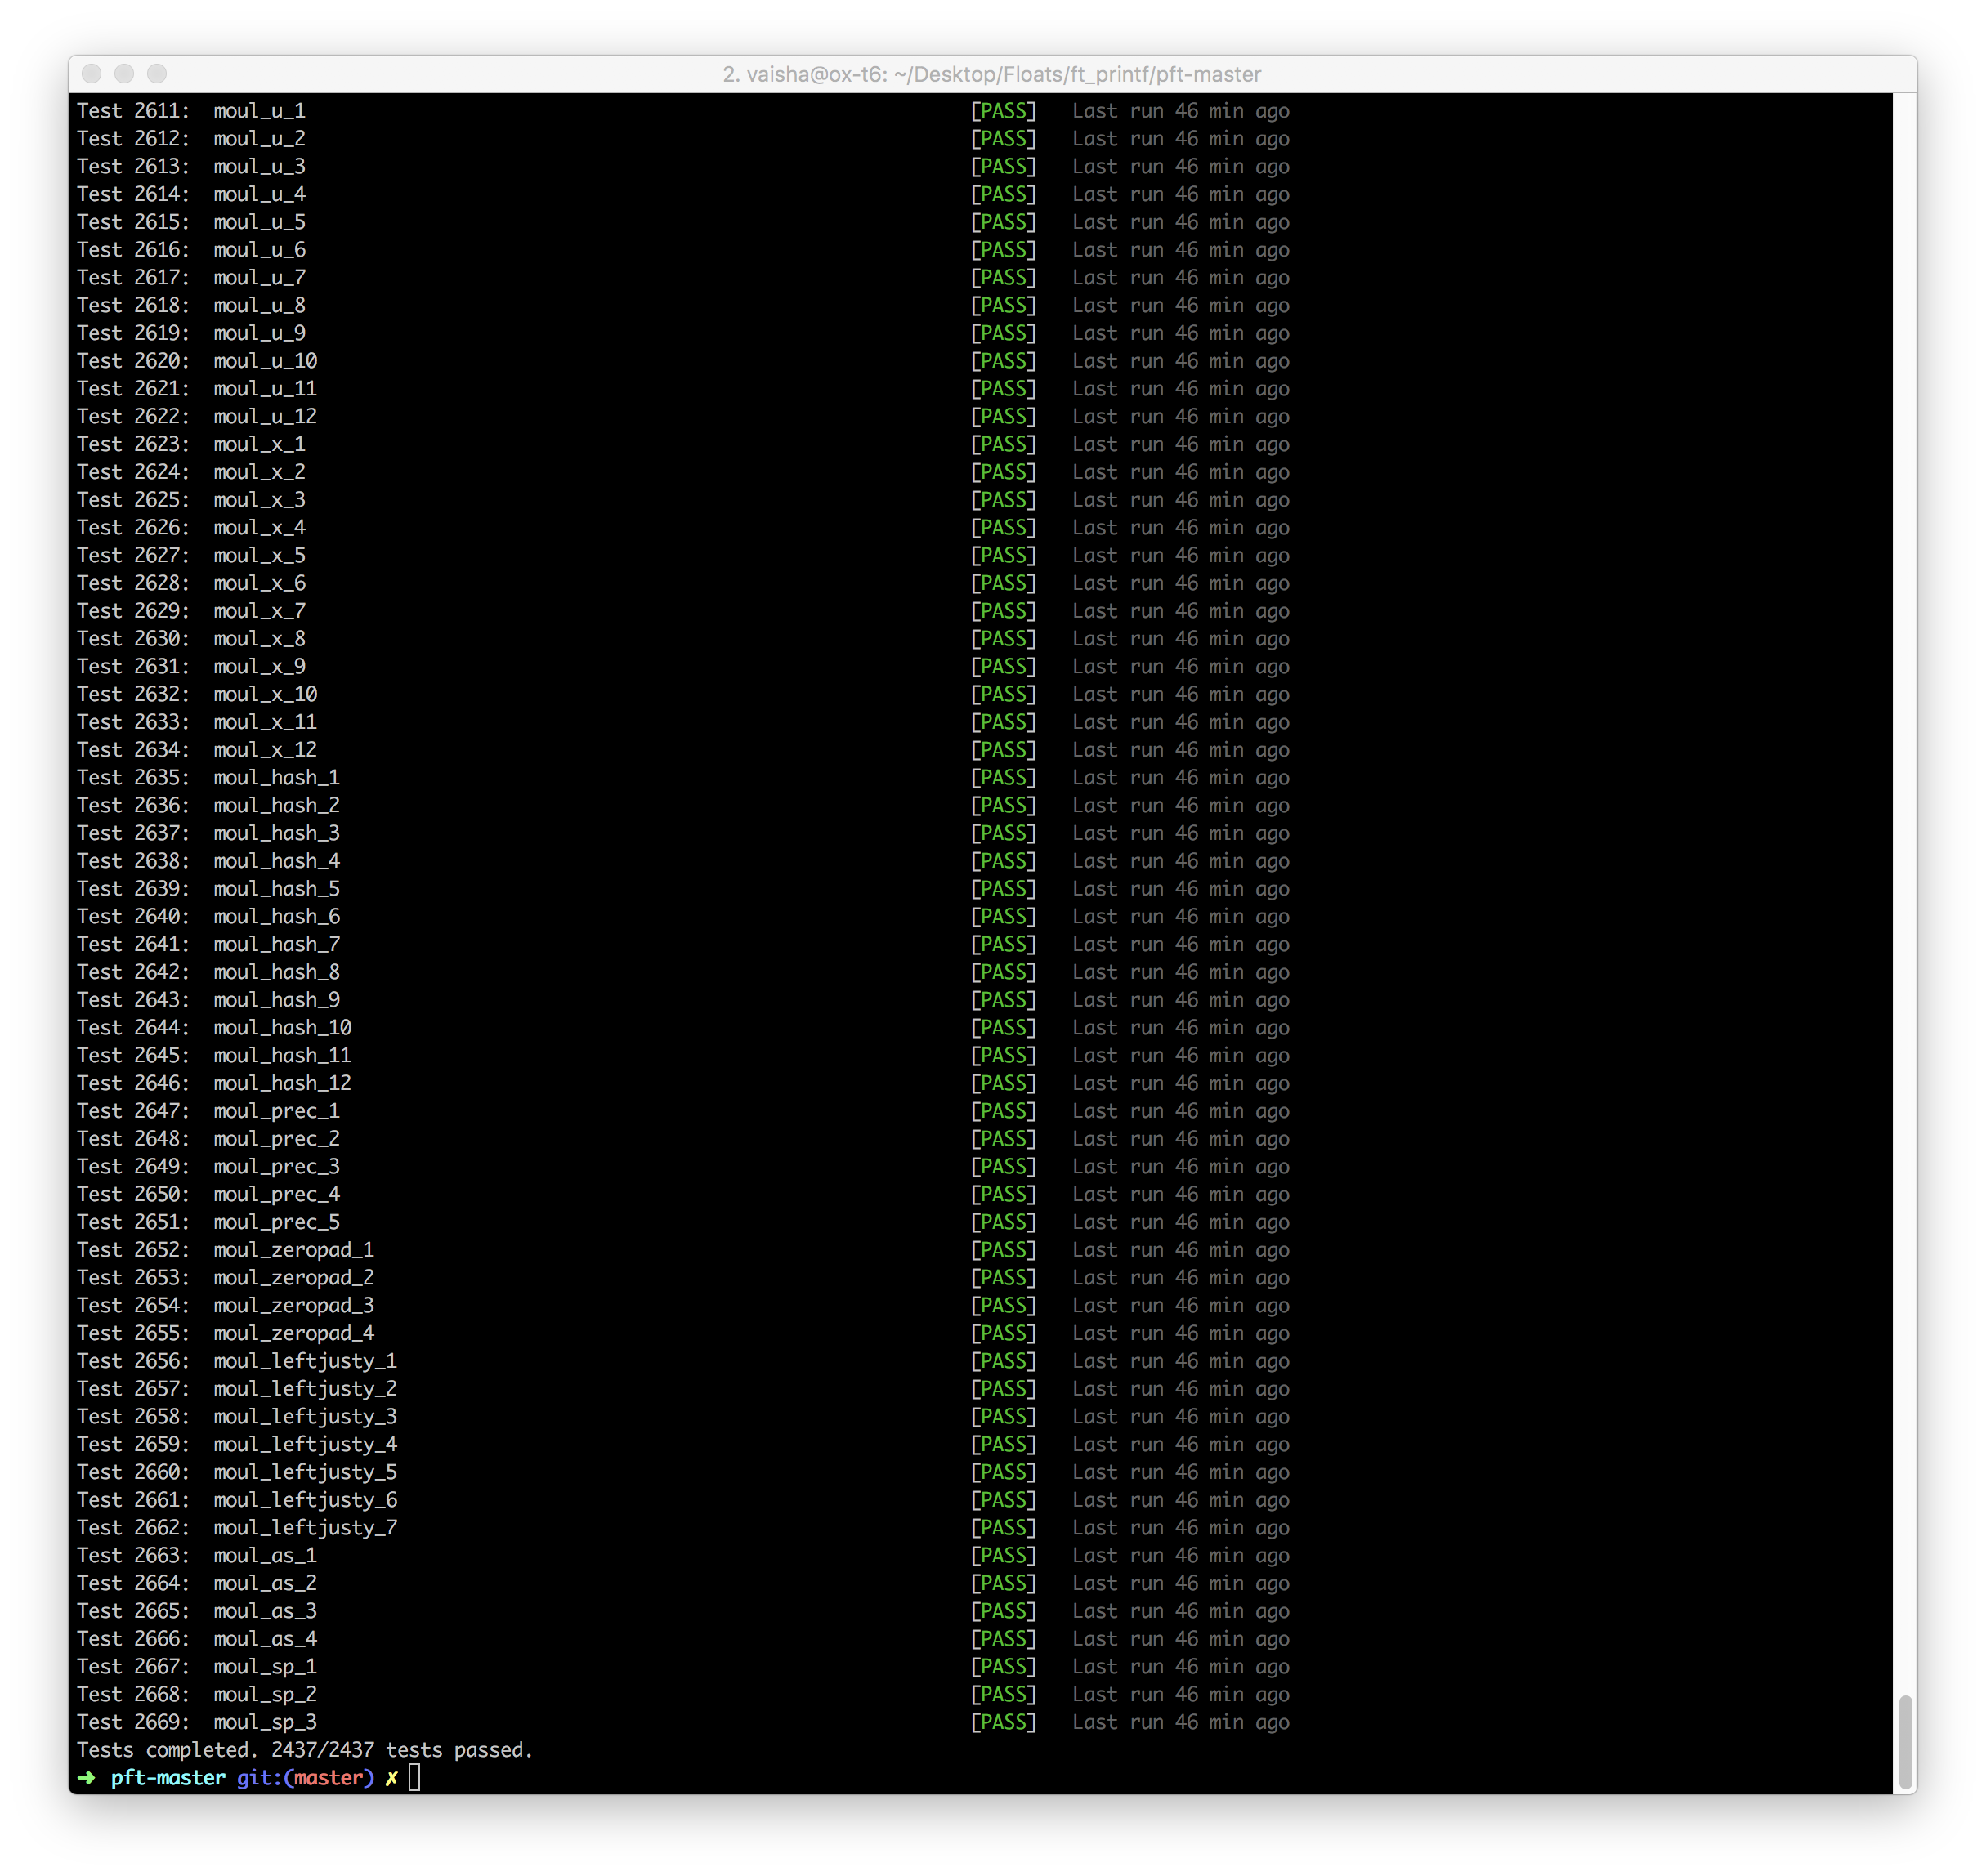 2. vaisha@ox-t6: ~/Desktop/Floats/ft_printf/pft-master
Test 2611:  moul_u_1 [PASS] Last run 46 min ago
Test 2612:  moul_u_2 [PASS] Last run 46 min ago
Test 2613:  moul_u_3 [PASS] Last run 46 min ago
Test 2614:  moul_u_4 [PASS] Last run 46 min ago
Test 2615:  moul_u_5 [PASS] Last run 46 min ago
Test 2616:  moul_u_6 [PASS] Last run 46 min ago
Test 2617:  moul_u_7 [PASS] Last run 46 min ago
Test 2618:  moul_u_8 [PASS] Last run 46 min ago
Test 2619:  moul_u_9 [PASS] Last run 46 min ago
Test 2620:  moul_u_10 [PASS] Last run 46 min ago
Test 2621:  moul_u_11 [PASS] Last run 46 min ago
Test 2622:  moul_u_12 [PASS] Last run 46 min ago
Test 2623:  moul_x_1 [PASS] Last run 46 min ago
Test 2624:  moul_x_2 [PASS] Last run 46 min ago
Test 2625:  moul_x_3 [PASS] Last run 46 min ago
Test 2626:  moul_x_4 [PASS] Last run 46 min ago
Test 2627:  moul_x_5 [PASS] Last run 46 min ago
Test 2628:  moul_x_6 [PASS] Last run 46 min ago
Test 2629:  moul_x_7 [PASS] Last run 46 min ago
Test 2630:  moul_x_8 [PASS] Last run 46 min ago
Test 2631:  moul_x_9 [PASS] Last run 46 min ago
Test 2632:  moul_x_10 [PASS] Last run 46 min ago
Test 2633:  moul_x_11 [PASS] Last run 46 min ago
Test 2634:  moul_x_12 [PASS] Last run 46 min ago
Test 2635:  moul_hash_1 [PASS] Last run 46 min ago
Test 2636:  moul_hash_2 [PASS] Last run 46 min ago
Test 2637:  moul_hash_3 [PASS] Last run 46 min ago
Test 2638:  moul_hash_4 [PASS] Last run 46 min ago
Test 2639:  moul_hash_5 [PASS] Last run 46 min ago
Test 2640:  moul_hash_6 [PASS] Last run 46 min ago
Test 2641:  moul_hash_7 [PASS] Last run 46 min ago
Test 2642:  moul_hash_8 [PASS] Last run 46 min ago
Test 2643:  moul_hash_9 [PASS] Last run 46 min ago
Test 2644:  moul_hash_10 [PASS] Last run 46 min ago
Test 2645:  moul_hash_11 [PASS] Last run 46 min ago
Test 2646:  moul_hash_12 [PASS] Last run 46 min ago
Test 2647:  moul_prec_1 [PASS] Last run 46 min ago
Test 2648:  moul_prec_2 [PASS] Last run 46 min ago
Test 2649:  moul_prec_3 [PASS] Last run 46 min ago
Test 2650:  moul_prec_4 [PASS] Last run 46 min ago
Test 2651:  moul_prec_5 [PASS] Last run 46 min ago
Test 2652:  moul_zeropad_1 [PASS] Last run 46 min ago
Test 2653:  moul_zeropad_2 [PASS] Last run 46 min ago
Test 2654:  moul_zeropad_3 [PASS] Last run 46 min ago
Test 2655:  moul_zeropad_4 [PASS] Last run 46 min ago
Test 2656:  moul_leftjusty_1 [PASS] Last run 46 min ago
Test 2657:  moul_leftjusty_2 [PASS] Last run 46 min ago
Test 2658:  moul_leftjusty_3 [PASS] Last run 46 min ago
Test 2659:  moul_leftjusty_4 [PASS] Last run 46 min ago
Test 2660:  moul_leftjusty_5 [PASS] Last run 46 min ago
Test 2661:  moul_leftjusty_6 [PASS] Last run 46 min ago
Test 2662:  moul_leftjusty_7 [PASS] Last run 46 min ago
Test 2663:  moul_as_1 [PASS] Last run 46 min ago
Test 2664:  moul_as_2 [PASS] Last run 46 min ago
Test 2665:  moul_as_3 [PASS] Last run 46 min ago
Test 2666:  moul_as_4 [PASS] Last run 46 min ago
Test 2667:  moul_sp_1 [PASS] Last run 46 min ago
Test 2668:  moul_sp_2 [PASS] Last run 46 min ago
Test 2669:  moul_sp_3 [PASS] Last run 46 min ago
Tests completed. 2437/2437 tests passed.
➜ pft-master git:(master) ✗